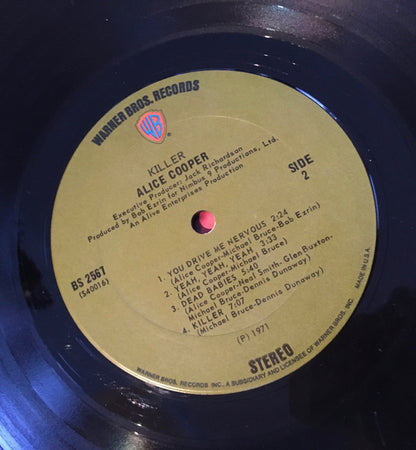 WARNER BROS. RECORDS
WB
KILLER
ALICE COOPER
Executive Producer: Jack Richardson
Produced by Bob Ezrin for Nimbus 9 Productions, Ltd.
An Alive Enterprises Production
SIDE
2
BS 2567
(S40016)
1. YOU DRIVE ME NERVOUS 2:24
(Alice Cooper-Michael Bruce-Bob Ezrin)
2. YEAH, YEAH, YEAH 3:33
(Alice Cooper-Michael Bruce)
3. DEAD BABIES 5:40
(Alice Cooper-Neal Smith-Glen Buxton-
Michael Bruce-Dennis Dunaway)
4. KILLER 7:07
(Michael Bruce-Dennis Dunaway)
(P) 1971
STEREO
WARNER BROS. RECORDS INC., A SUBSIDIARY AND LICENSEE OF WARNER BROS. INC.
MADE IN U.S.A.